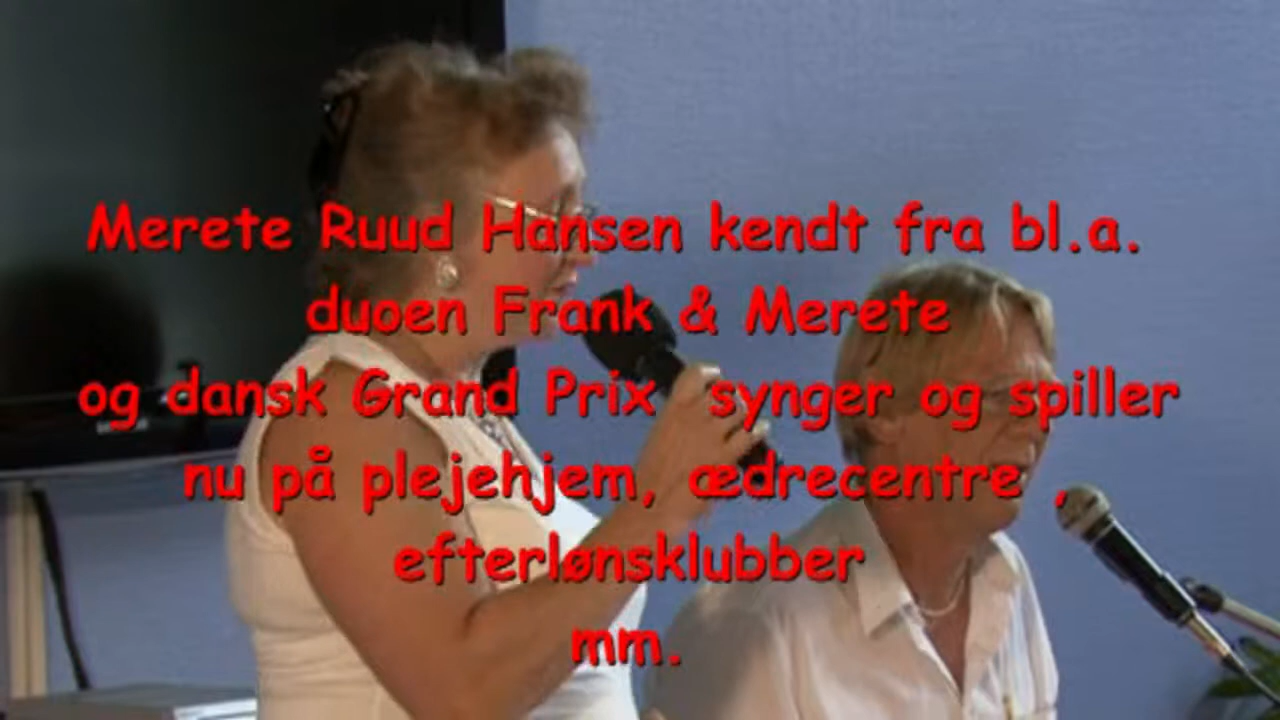 Merete Ruud Hansen kendt fra bl.a.
duoen Frank & Merete
og dansk Grand Prix  synger og spiller
nu på plejehjem, ædrecentre ,
efterlønsklubber
mm.